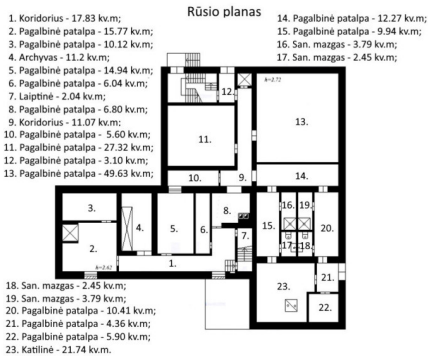 Rūsio planas
1. Koridorius - 17.83 kv.m;
2. Pagalbinė patalpa - 15.77 kv.m;
3. Pagalbinė patalpa - 10.12 kv.m;
4. Archyvas - 11.2 kv.m;
5. Pagalbinė patalpa - 14.94 kv.m;
6. Pagalbinė patalpa - 6.04 kv.m;
7. Laiptinė - 2.04 kv.m;
8. Pagalbinė patalpa - 6.80 kv.m;
9. Koridorius - 11.07 kv.m;
10. Pagalbinė patalpa - 5.60 kv.m;
11. Pagalbinė patalpa - 27.32 kv.m;
12. Pagalbinė patalpa - 3.10 kv.m;
13. Pagalbinė patalpa - 49.63 kv.m;
14. Pagalbinė patalpa - 12.27 kv.m;
15. Pagalbinė patalpa - 9.94 kv.m;
16. San. mazgas - 3.79 kv.m;
17. San. mazgas - 2.45 kv.m;
h=2.72
12.
11.
13.
10.
9.
14.
3.
4.
5.
6.
8.
7.
2.
1.
h=2.62
15.
16.
19.
20.
17.
18.
21.
23.
22.
18. San. mazgas - 2.45 kv.m;
19. San. mazgas - 3.79 kv.m;
20. Pagalbinė patalpa - 10.41 kv.m;
21. Pagalbinė patalpa - 4.36 kv.m;
22. Pagalbinė patalpa - 5.90 kv.m;
23. Katilinė - 21.74 kv.m.